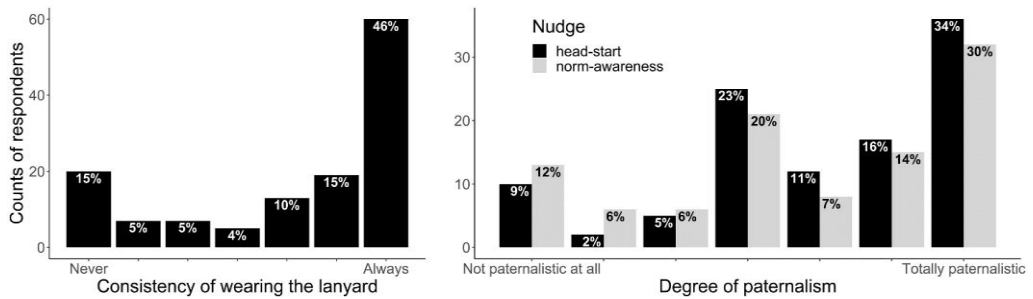 Counts of respondents
60
40
20
0
15%
5%
5%
4%
10%
15%
46%
Never
Always
Consistency of wearing the lanyard
30
20
10
0
Nudge
head-start
norm-awareness
9%
12%
2%
6%
5%
6%
23%
20%
11%
7%
16%
14%
34%
30%
Not paternalistic at all
Totally paternalistic
Degree of paternalism